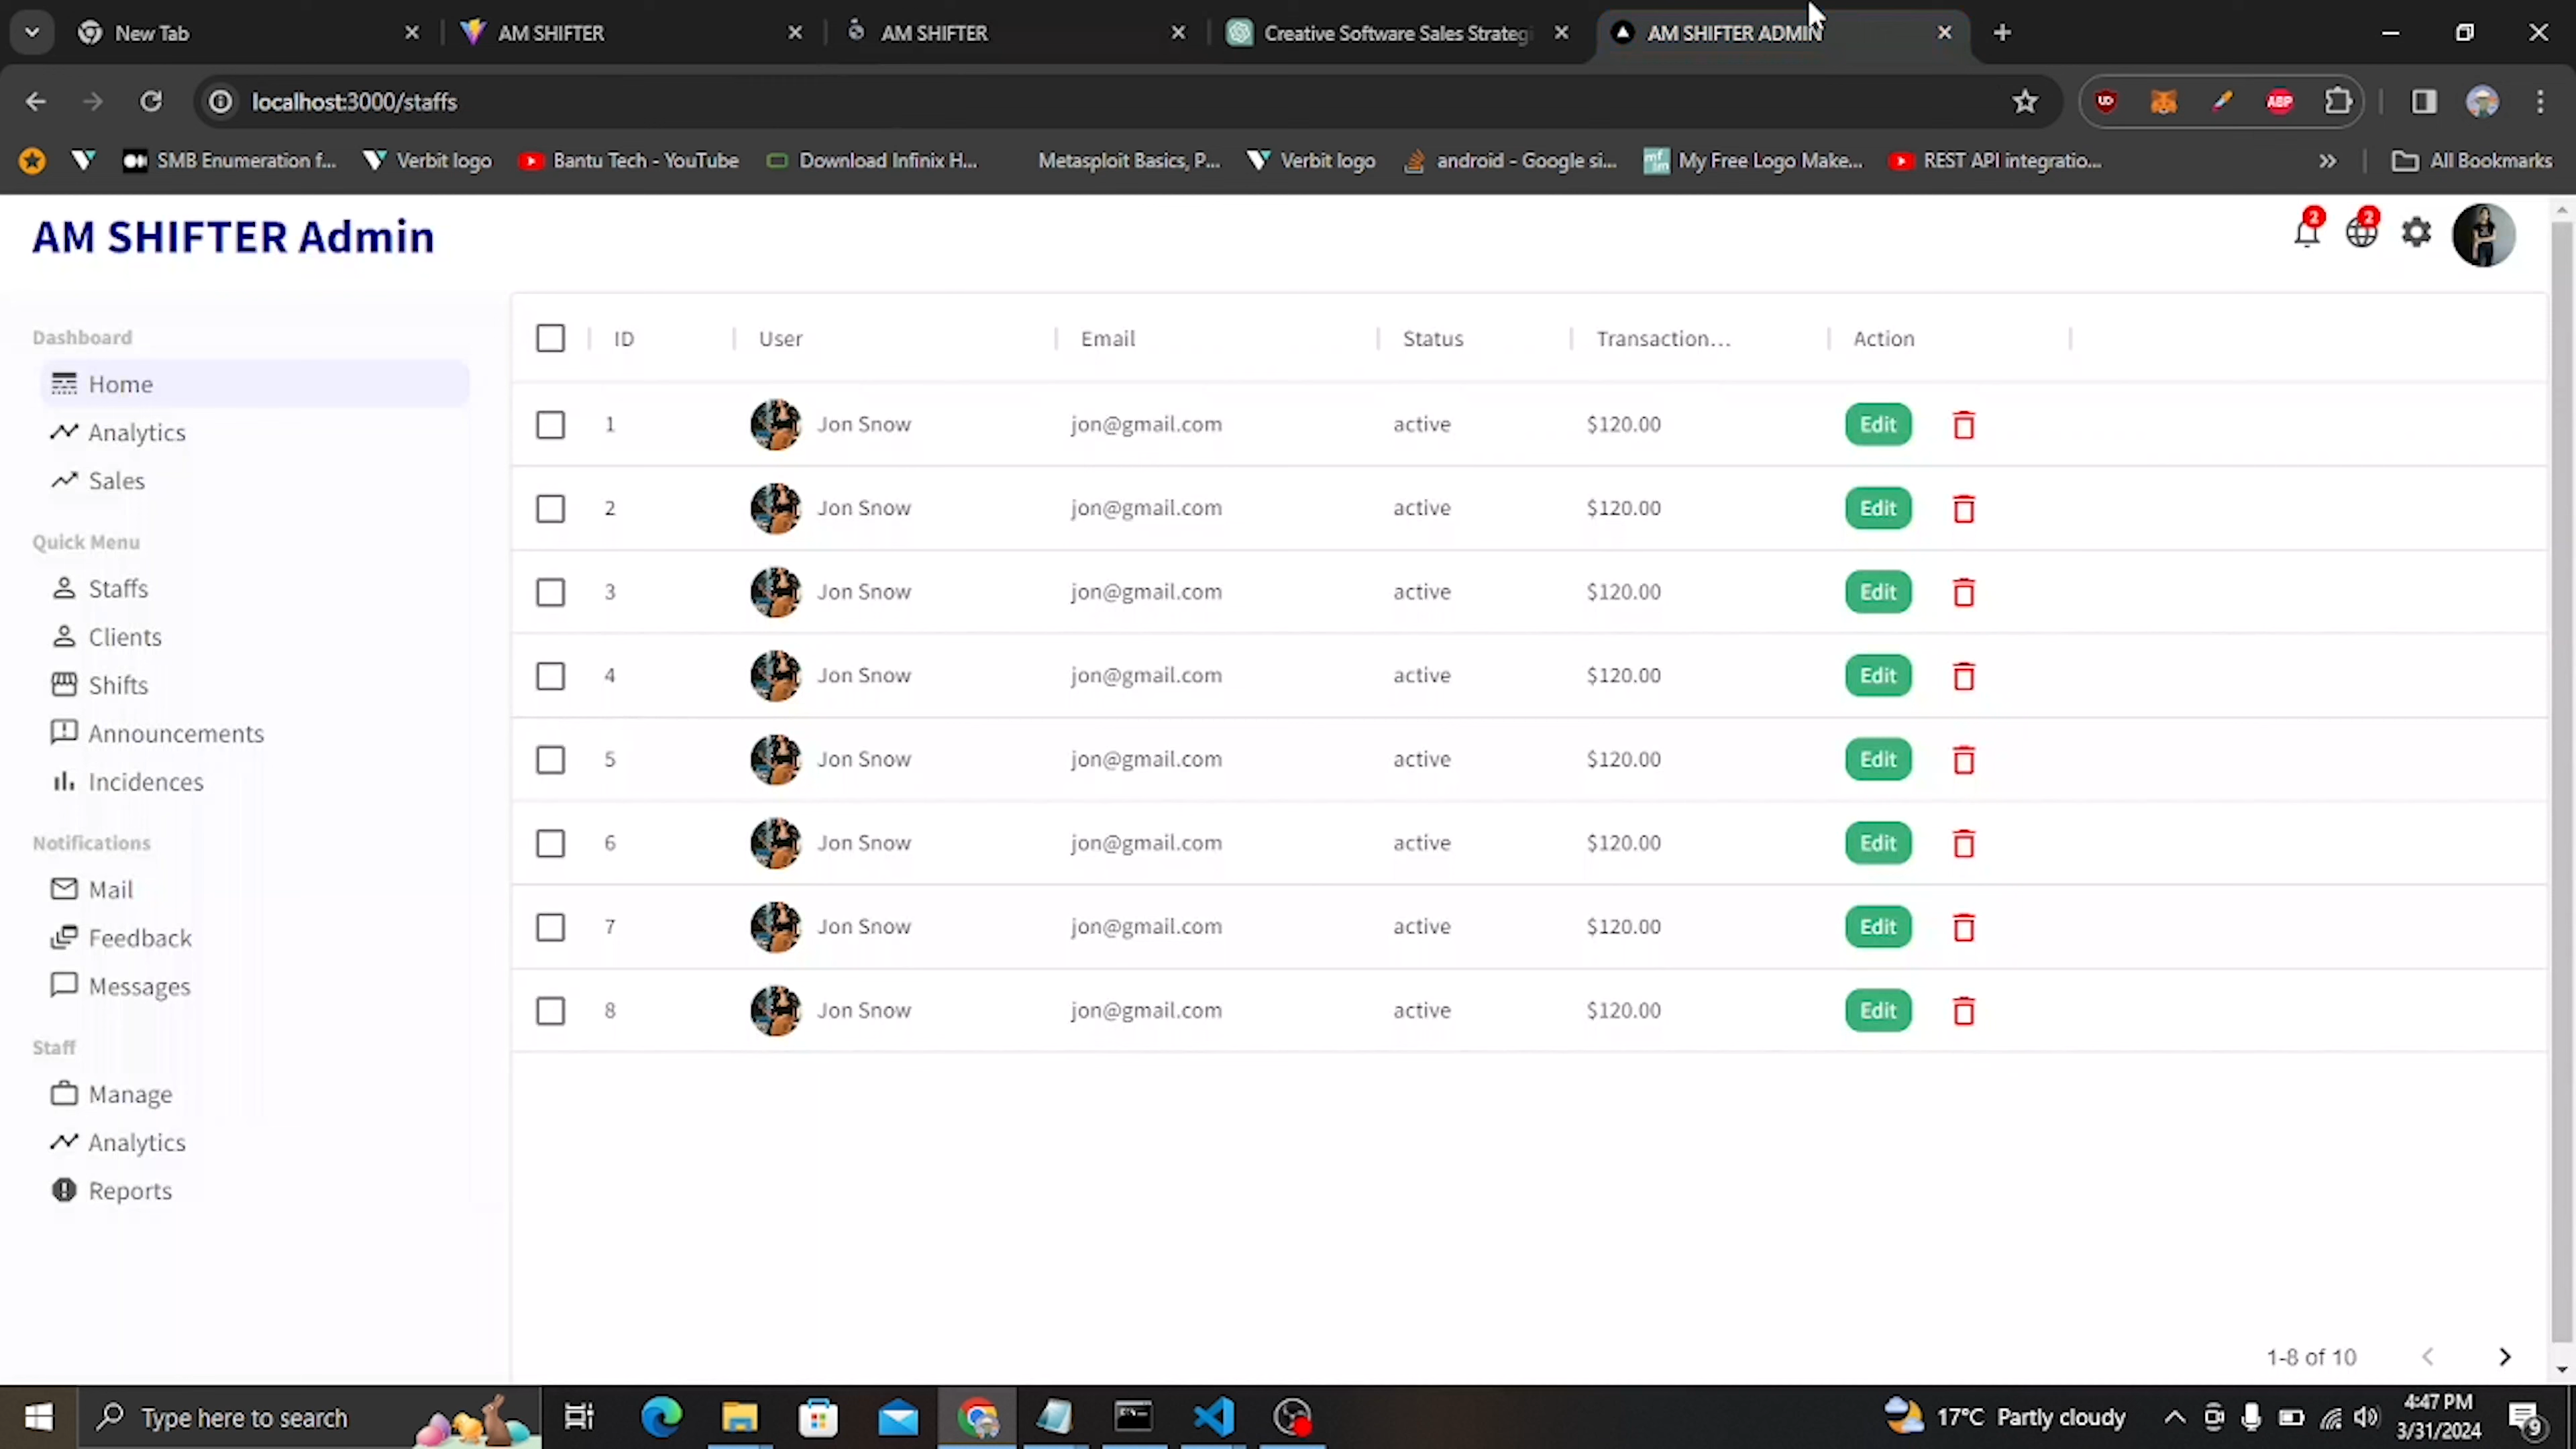 New Tab
AM SHIFTER
AM SHIFTER
Creative Software Sales Strategi
AM SHIFTER ADMIN
localhost:3000/staffs
UD
ABP
SMB Enumeration f...
Verbit logo
Bantu Tech - YouTube
Download Infinix H...
Metasploit Basics, P...
Verbit logo
android - Google si...
mf lm
My Free Logo Make...
REST API integratio...
All Bookmarks
AM SHIFTER Admin
2
2
Dashboard
Home
Analytics
Sales
Quick Menu
Staffs
Clients
Shifts
Announcements
Incidences
Notifications
Mail
Feedback
Messages
Staff
Manage
Analytics
Reports
ID User Email Status Transaction... Action
1 Jon Snow jon@gmail.com active $120.00 Edit
2 Jon Snow jon@gmail.com active $120.00 Edit
3 Jon Snow jon@gmail.com active $120.00 Edit
4 Jon Snow jon@gmail.com active $120.00 Edit
5 Jon Snow jon@gmail.com active $120.00 Edit
6 Jon Snow jon@gmail.com active $120.00 Edit
7 Jon Snow jon@gmail.com active $120.00 Edit
8 Jon Snow jon@gmail.com active $120.00 Edit
1-8 of 10
Type here to search
17°C Partly cloudy
4:47 PM
3/31/2024
9